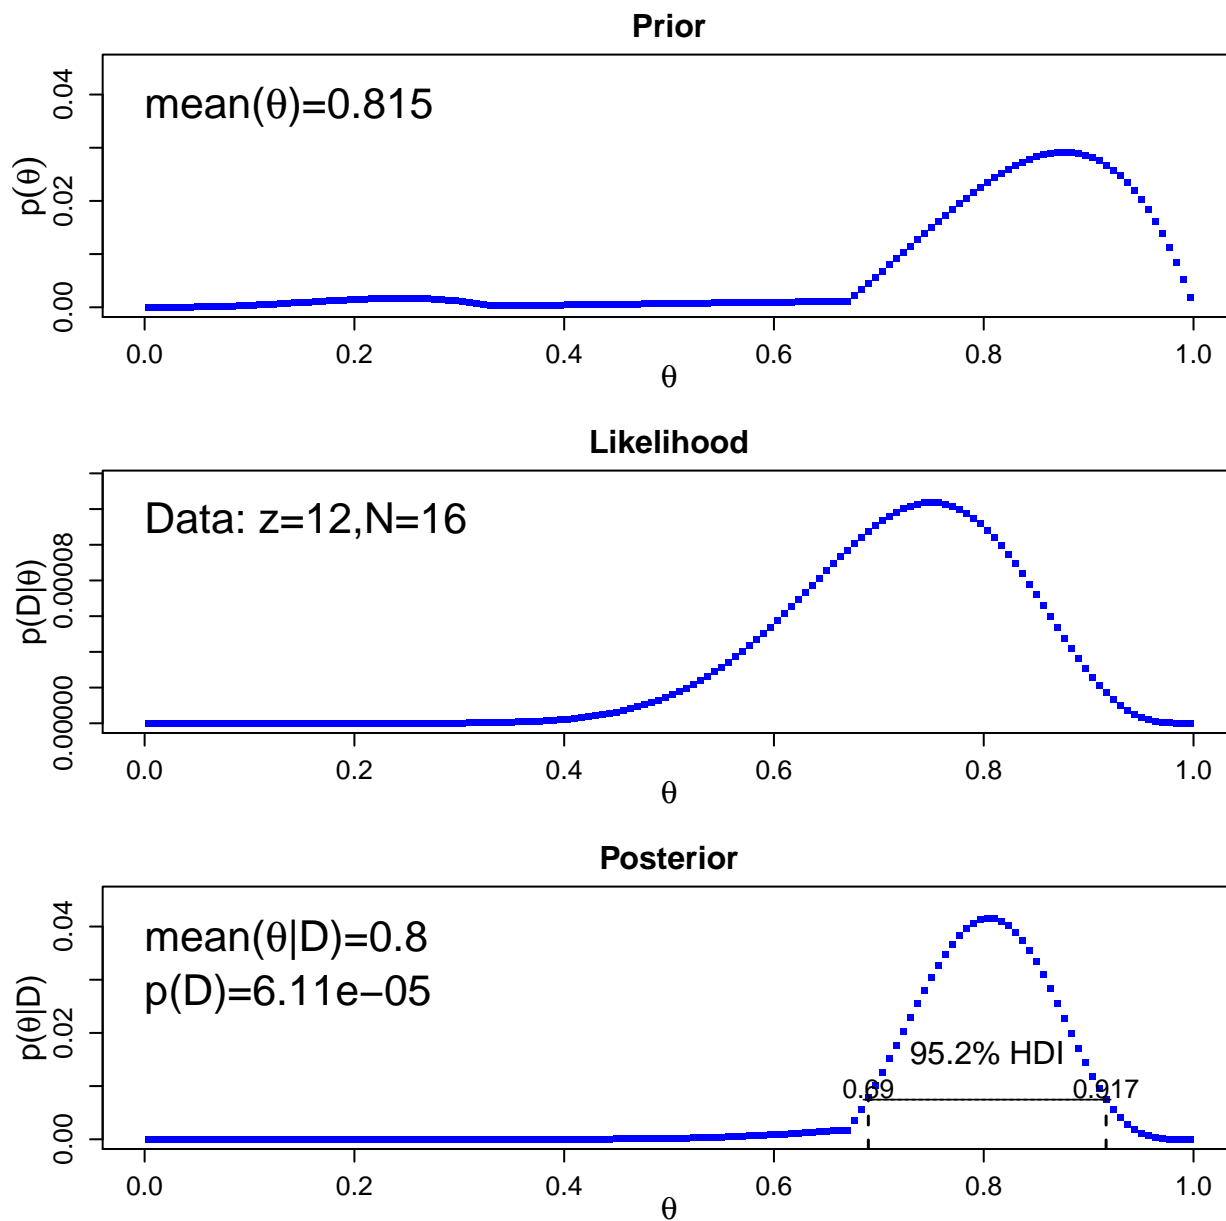 Prior
mean(θ)=0.815
p(θ)
0.00 0.02 0.04
0.0 0.2 0.4 0.6 0.8 1.0
θ
Likelihood
Data: z=12,N=16
p(D|θ)
0.00000 0.00008
0.0 0.2 0.4 0.6 0.8 1.0
θ
Posterior
mean(θ|D)=0.8
p(D)=6.11e−05
95.2% HDI
0.69 0.917
p(θ|D)
0.00 0.02 0.04
0.0 0.2 0.4 0.6 0.8 1.0
θ